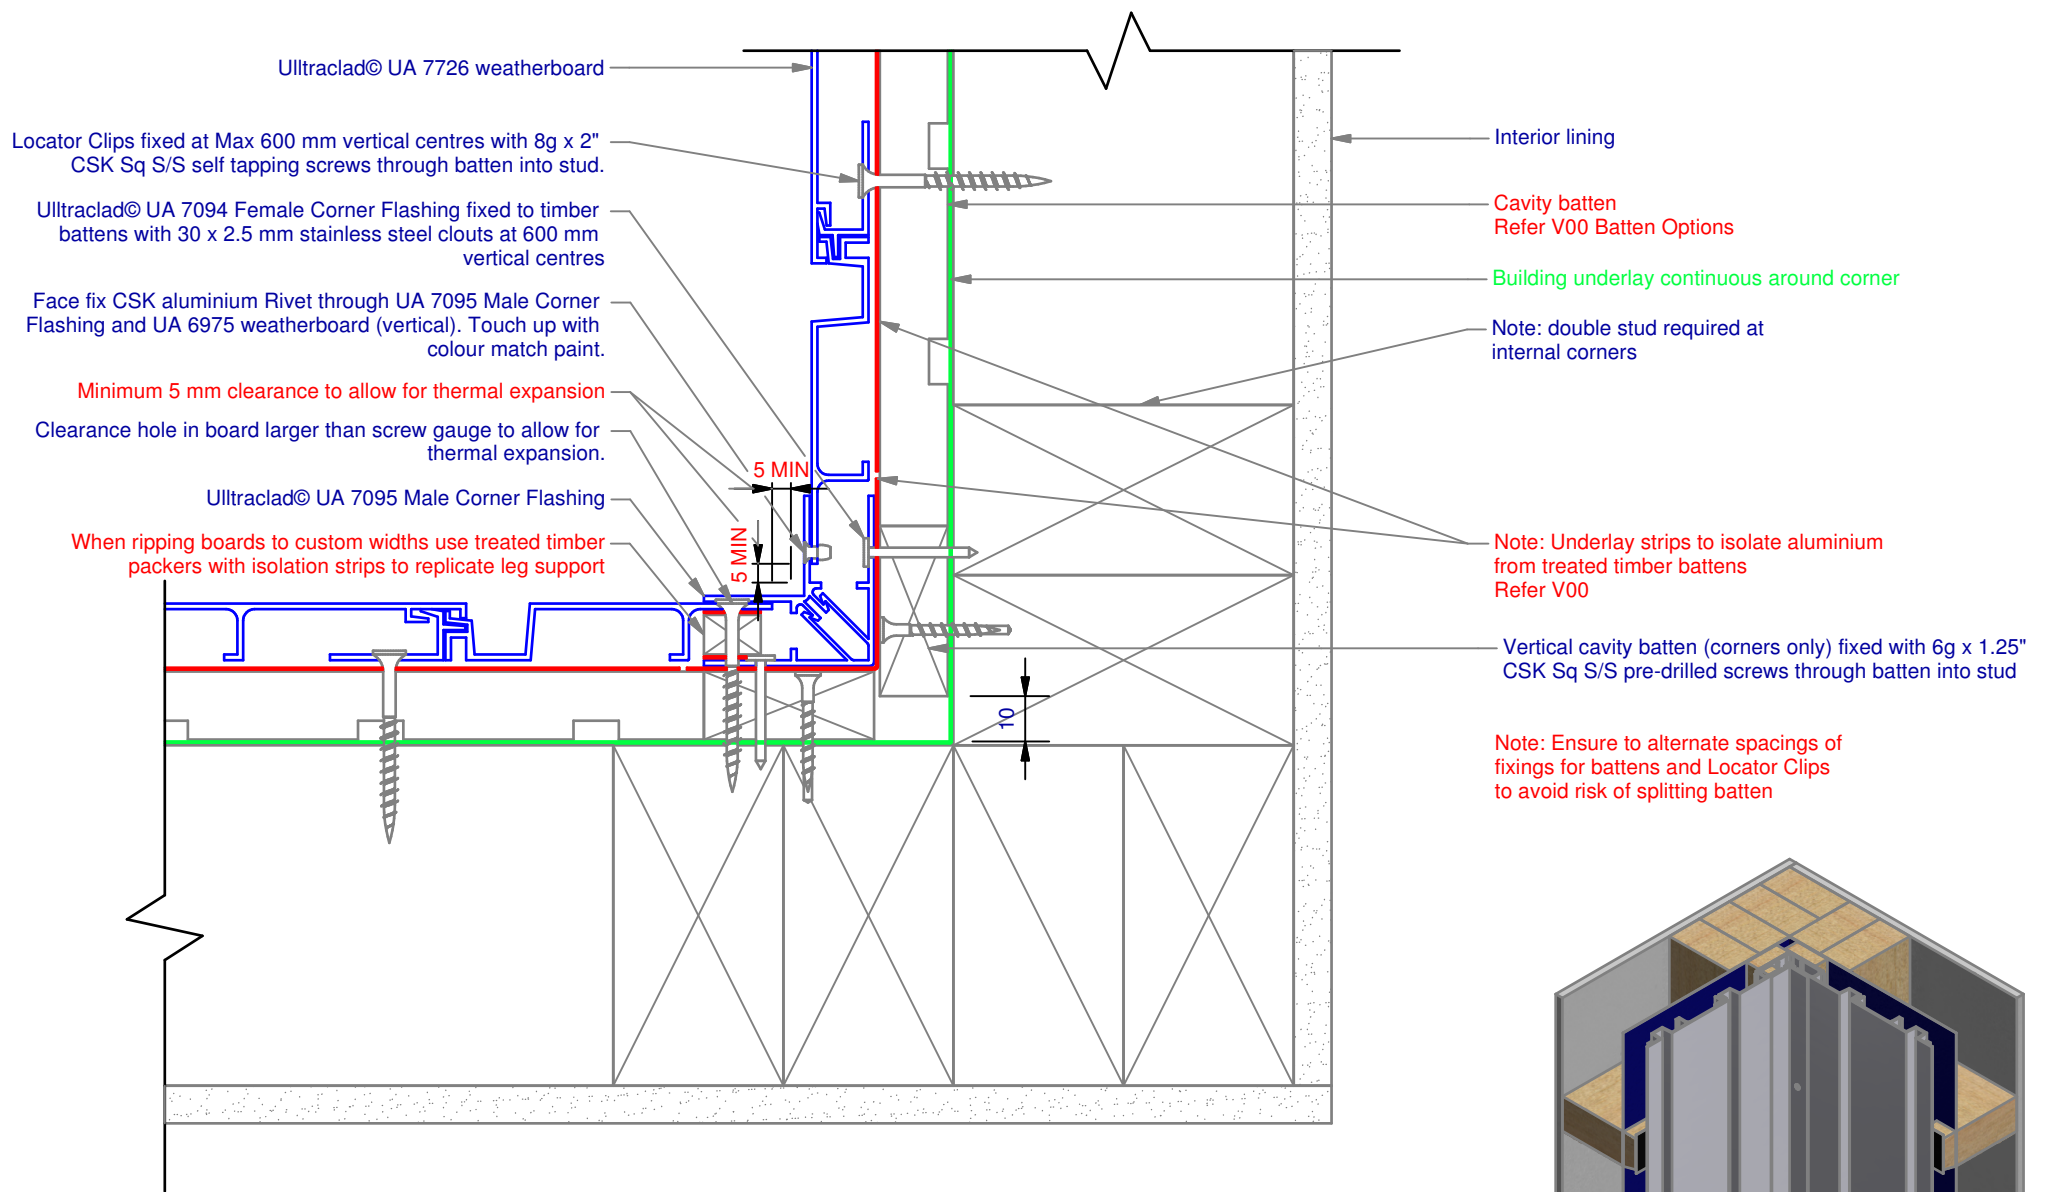 Ulltraclad© UA 7726 weatherboard
Locator Clips fixed at Max 600 mm vertical centres with 8g x 2"
CSK Sq S/S self tapping screws through batten into stud.
Ulltraclad© UA 7094 Female Corner Flashing fixed to timber
battens with 30 x 2.5 mm stainless steel clouts at 600 mm
vertical centres
Face fix CSK aluminium Rivet through UA 7095 Male Corner
Flashing and UA 6975 weatherboard (vertical). Touch up with
colour match paint.
Minimum 5 mm clearance to allow for thermal expansion
Clearance hole in board larger than screw gauge to allow for
thermal expansion.
Ulltraclad© UA 7095 Male Corner Flashing
When ripping boards to custom widths use treated timber
packers with isolation strips to replicate leg support
5 MIN
5 MIN
10
Interior lining
Cavity batten
Refer V00 Batten Options
Building underlay continuous around corner
Note: double stud required at
internal corners
Note: Underlay strips to isolate aluminium
from treated timber battens
Refer V00
Vertical cavity batten (corners only) fixed with 6g x 1.25"
CSK Sq S/S pre-drilled screws through batten into stud
Note: Ensure to alternate spacings of
fixings for battens and Locator Clips
to avoid risk of splitting batten